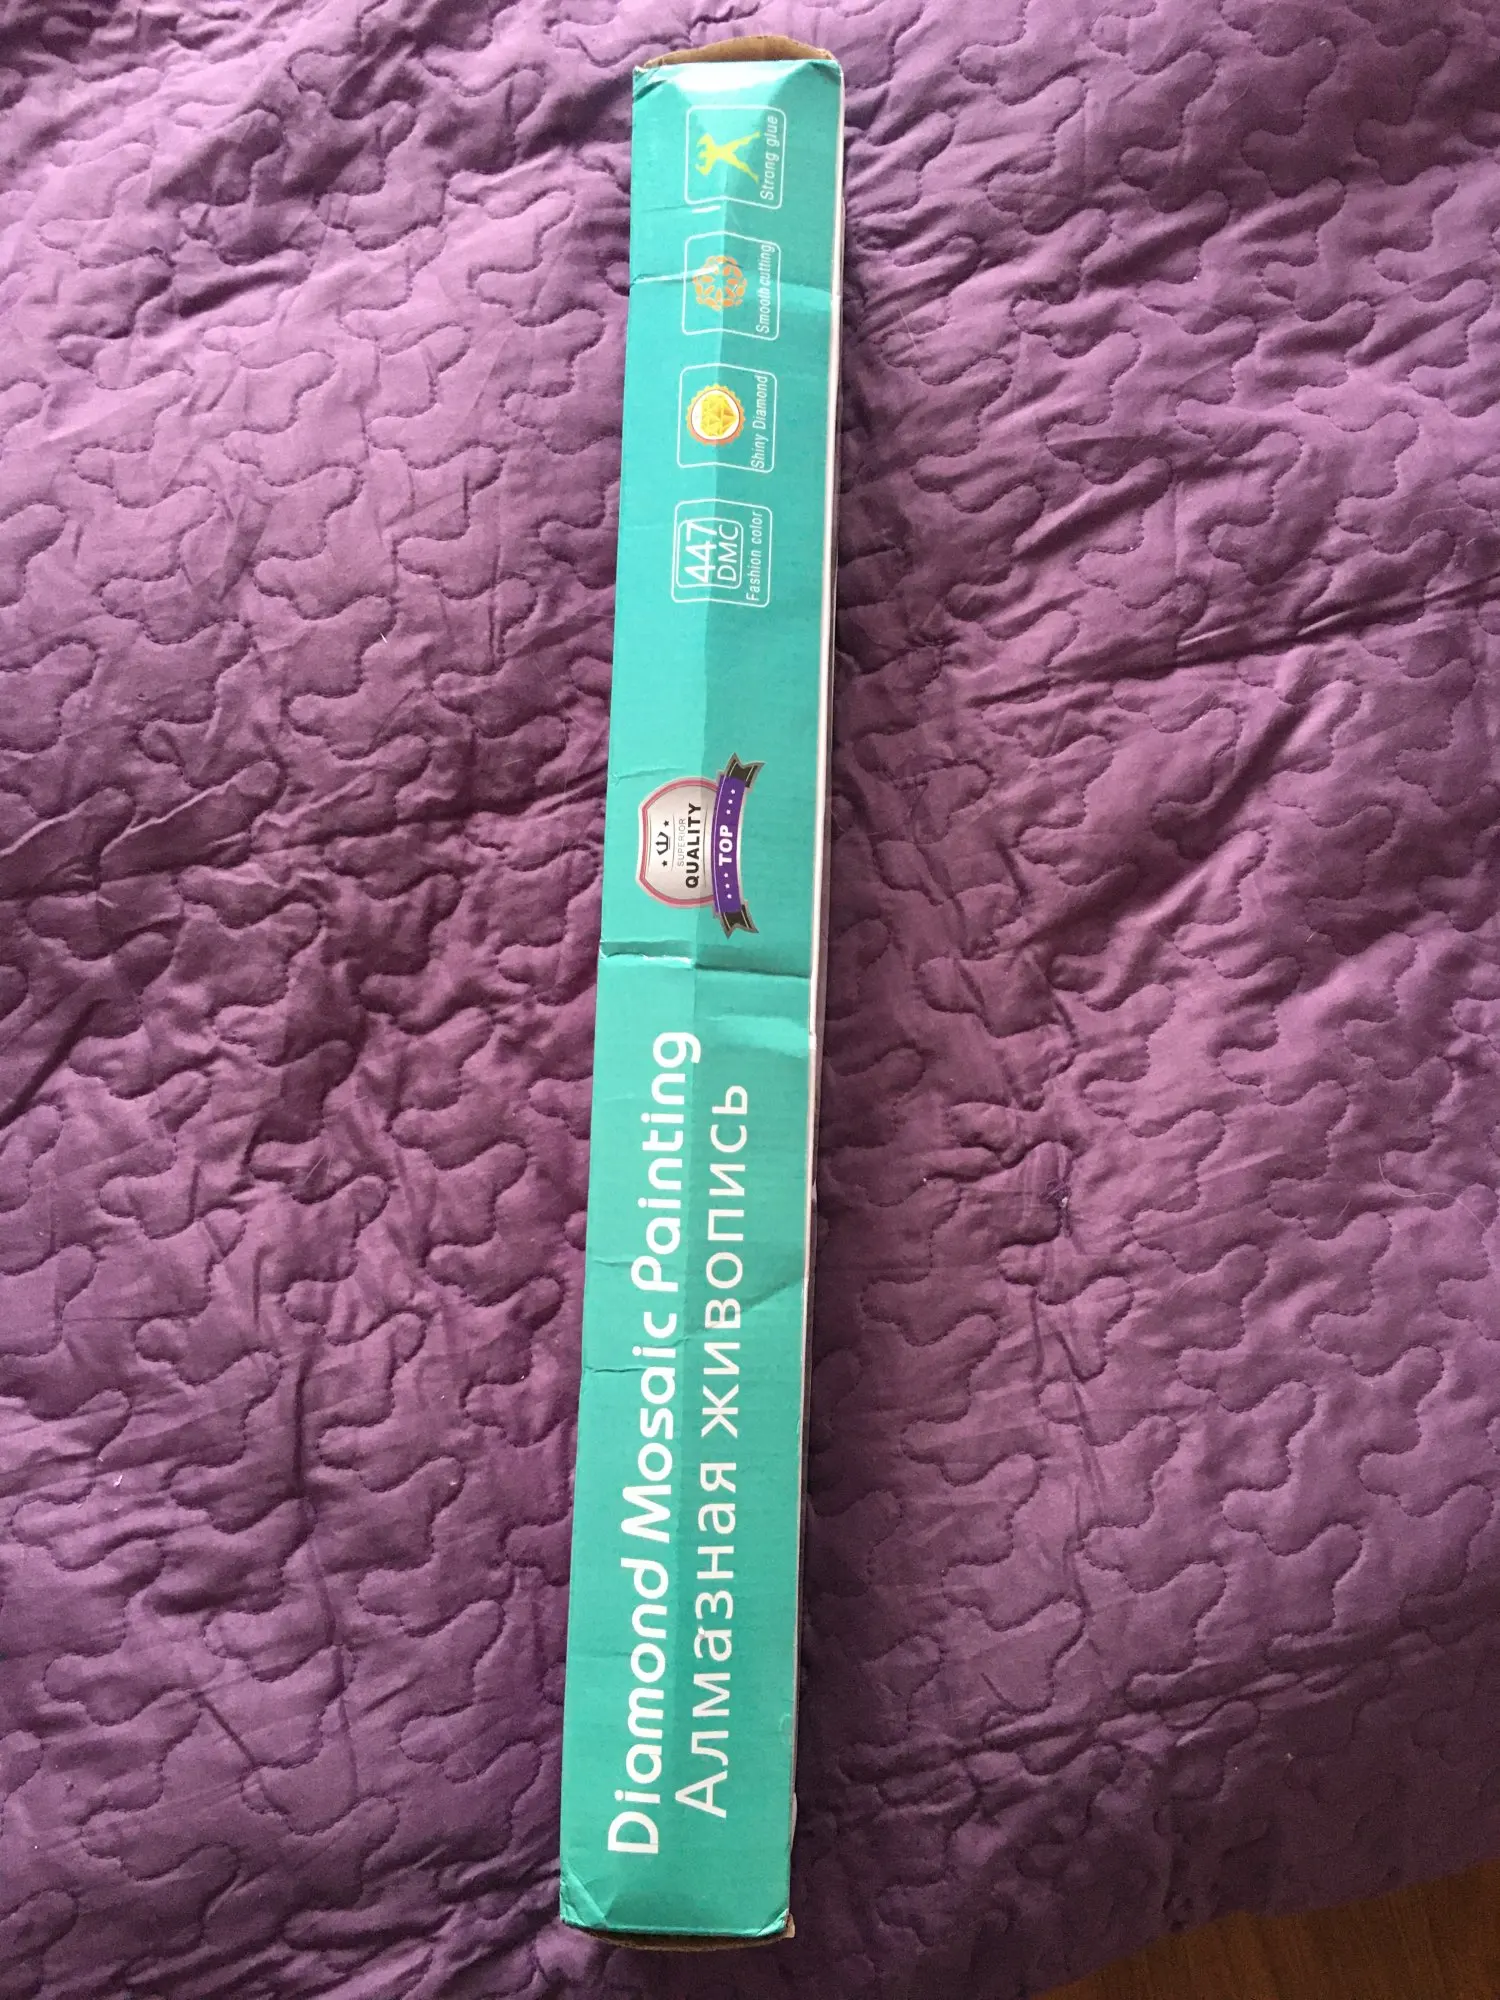 Diamond Mosaic Painting
Алмазная живопись
SUPERIOR
QUALITY
TOP
447
DMC
Fashion color
Shiny Diamond
Smooth cutting
Strong glue